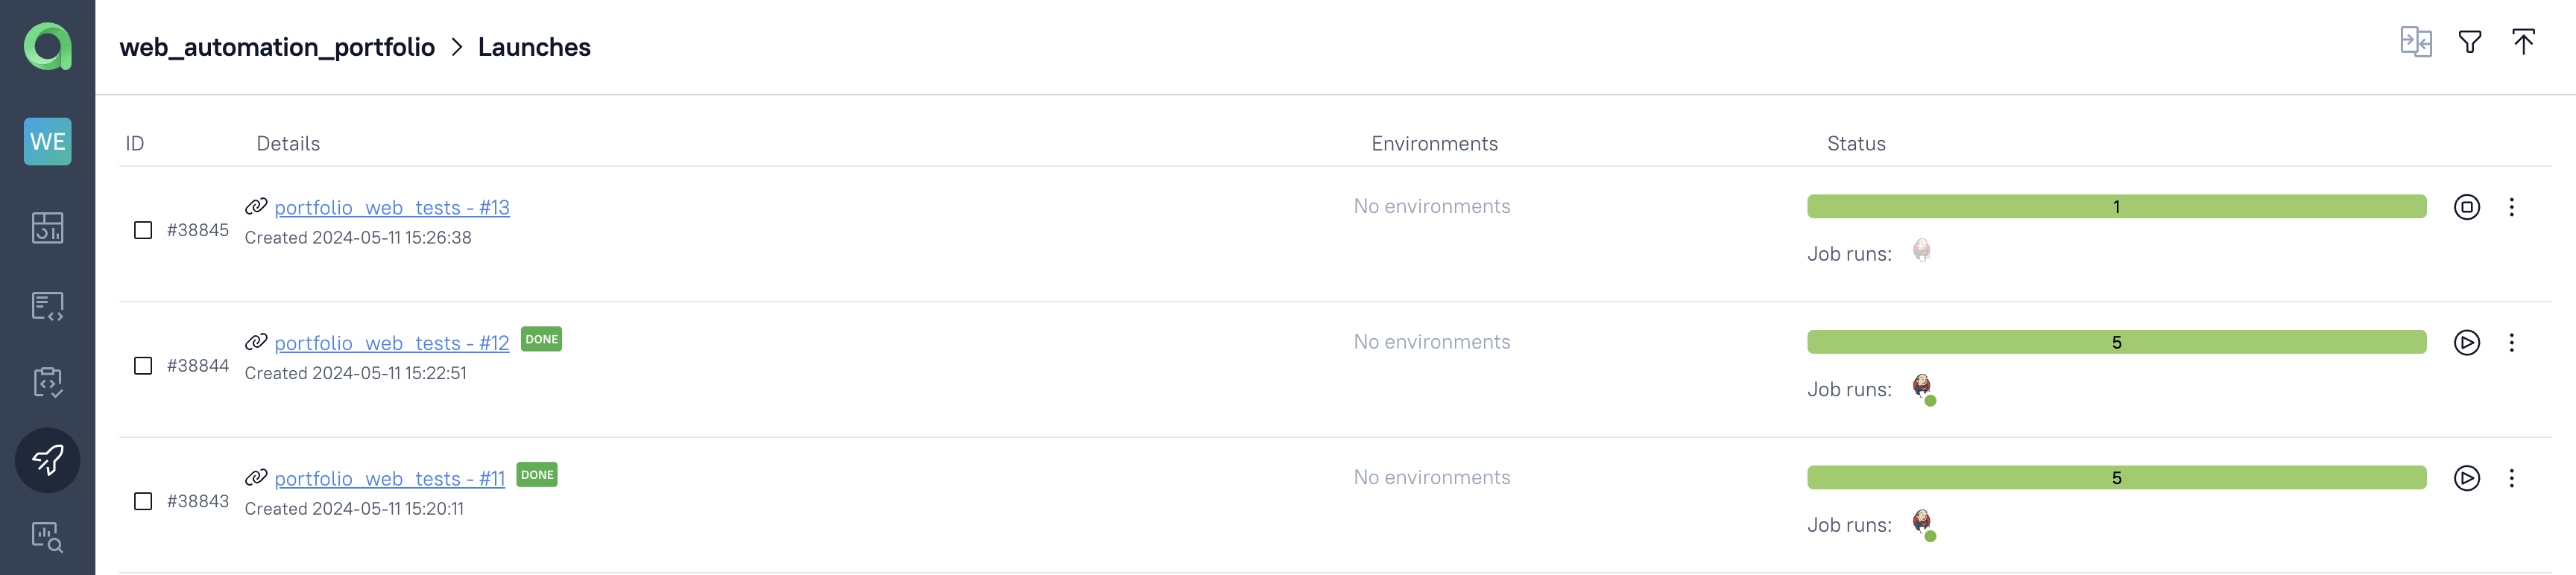 web_automation_portfolio > Launches
WE
ID Details Environments Status
portfolio_web_tests - #13 No environments 1
#38845
Created 2024-05-11 15:26:38
Job runs:
portfolio_web_tests - #12 DONE No environments 5
#38844
Created 2024-05-11 15:22:51
Job runs:
portfolio_web_tests - #11 DONE No environments 5
#38843
Created 2024-05-11 15:20:11
Job runs: